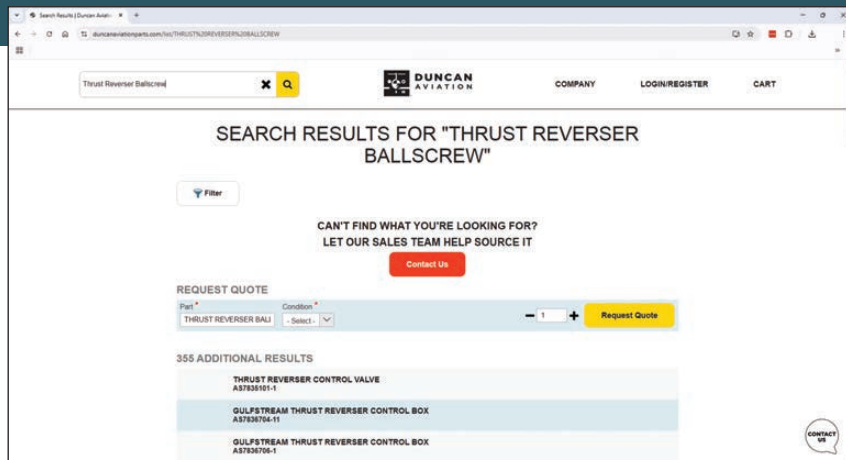 Search Results | Duncan Aviati
duncanaviationparts.com/list/THRUST%20REVERSER%20BALLSCREW
Thrust Reverser Ballscrew
DUNCAN
AVIATION
COMPANY
LOGIN/REGISTER
CART
SEARCH RESULTS FOR "THRUST REVERSER
BALLSCREW"
Filter
CAN'T FIND WHAT YOU'RE LOOKING FOR?
LET OUR SALES TEAM HELP SOURCE IT
Contact Us
REQUEST QUOTE
Part *
Condition *
THRUST REVERSER BALI
- Select -
1
Request Quote
355 ADDITIONAL RESULTS
THRUST REVERSER CONTROL VALVE
AS7835101-1
GULFSTREAM THRUST REVERSER CONTROL BOX
AS7836704-11
GULFSTREAM THRUST REVERSER CONTROL BOX
AS7836706-1
CONTACT
US